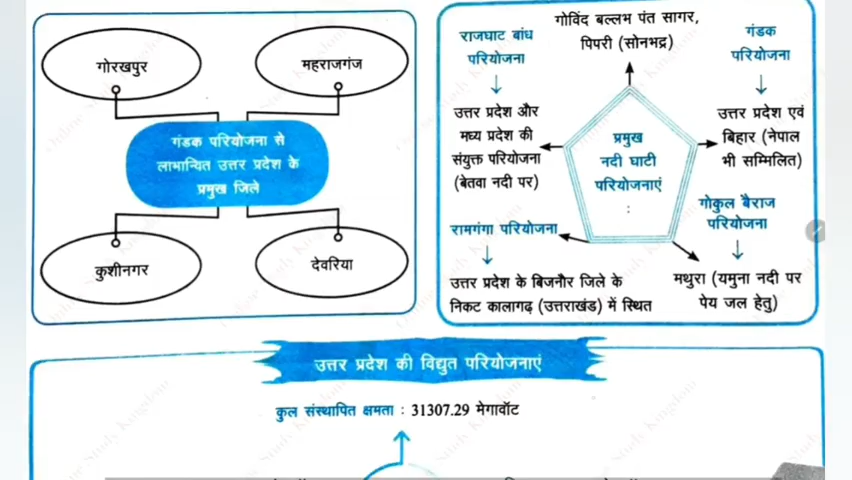 गोरखपुर
महराजगंज
गंडक परियोजना से
लाभान्वित उत्तर प्रदेश के
प्रमुख जिले
कुशीनगर
देवरिया
गोविंद बल्लभ पंत सागर,
पिपरी (सोनभद्र)
राजघाट बांध
परियोजना
उत्तर प्रदेश और
मध्य प्रदेश की
संयुक्त परियोजना
(बेतवा नदी पर)
गंडक
परियोजना
उत्तर प्रदेश एवं
बिहार (नेपाल
भी सम्मिलित)
प्रमुख
नदी घाटी
परियोजनाएं
:
रामगंगा परियोजना
उत्तर प्रदेश के बिजनौर जिले के
निकट कालागढ़ (उत्तराखंड) में स्थित
गोकुल बैराज
परियोजना
मथुरा (यमुना नदी पर
पेय जल हेतु)
उत्तर प्रदेश की विद्युत परियोजनाएं
कुल संस्थापित क्षमता : 31307.29 मेगावॉट